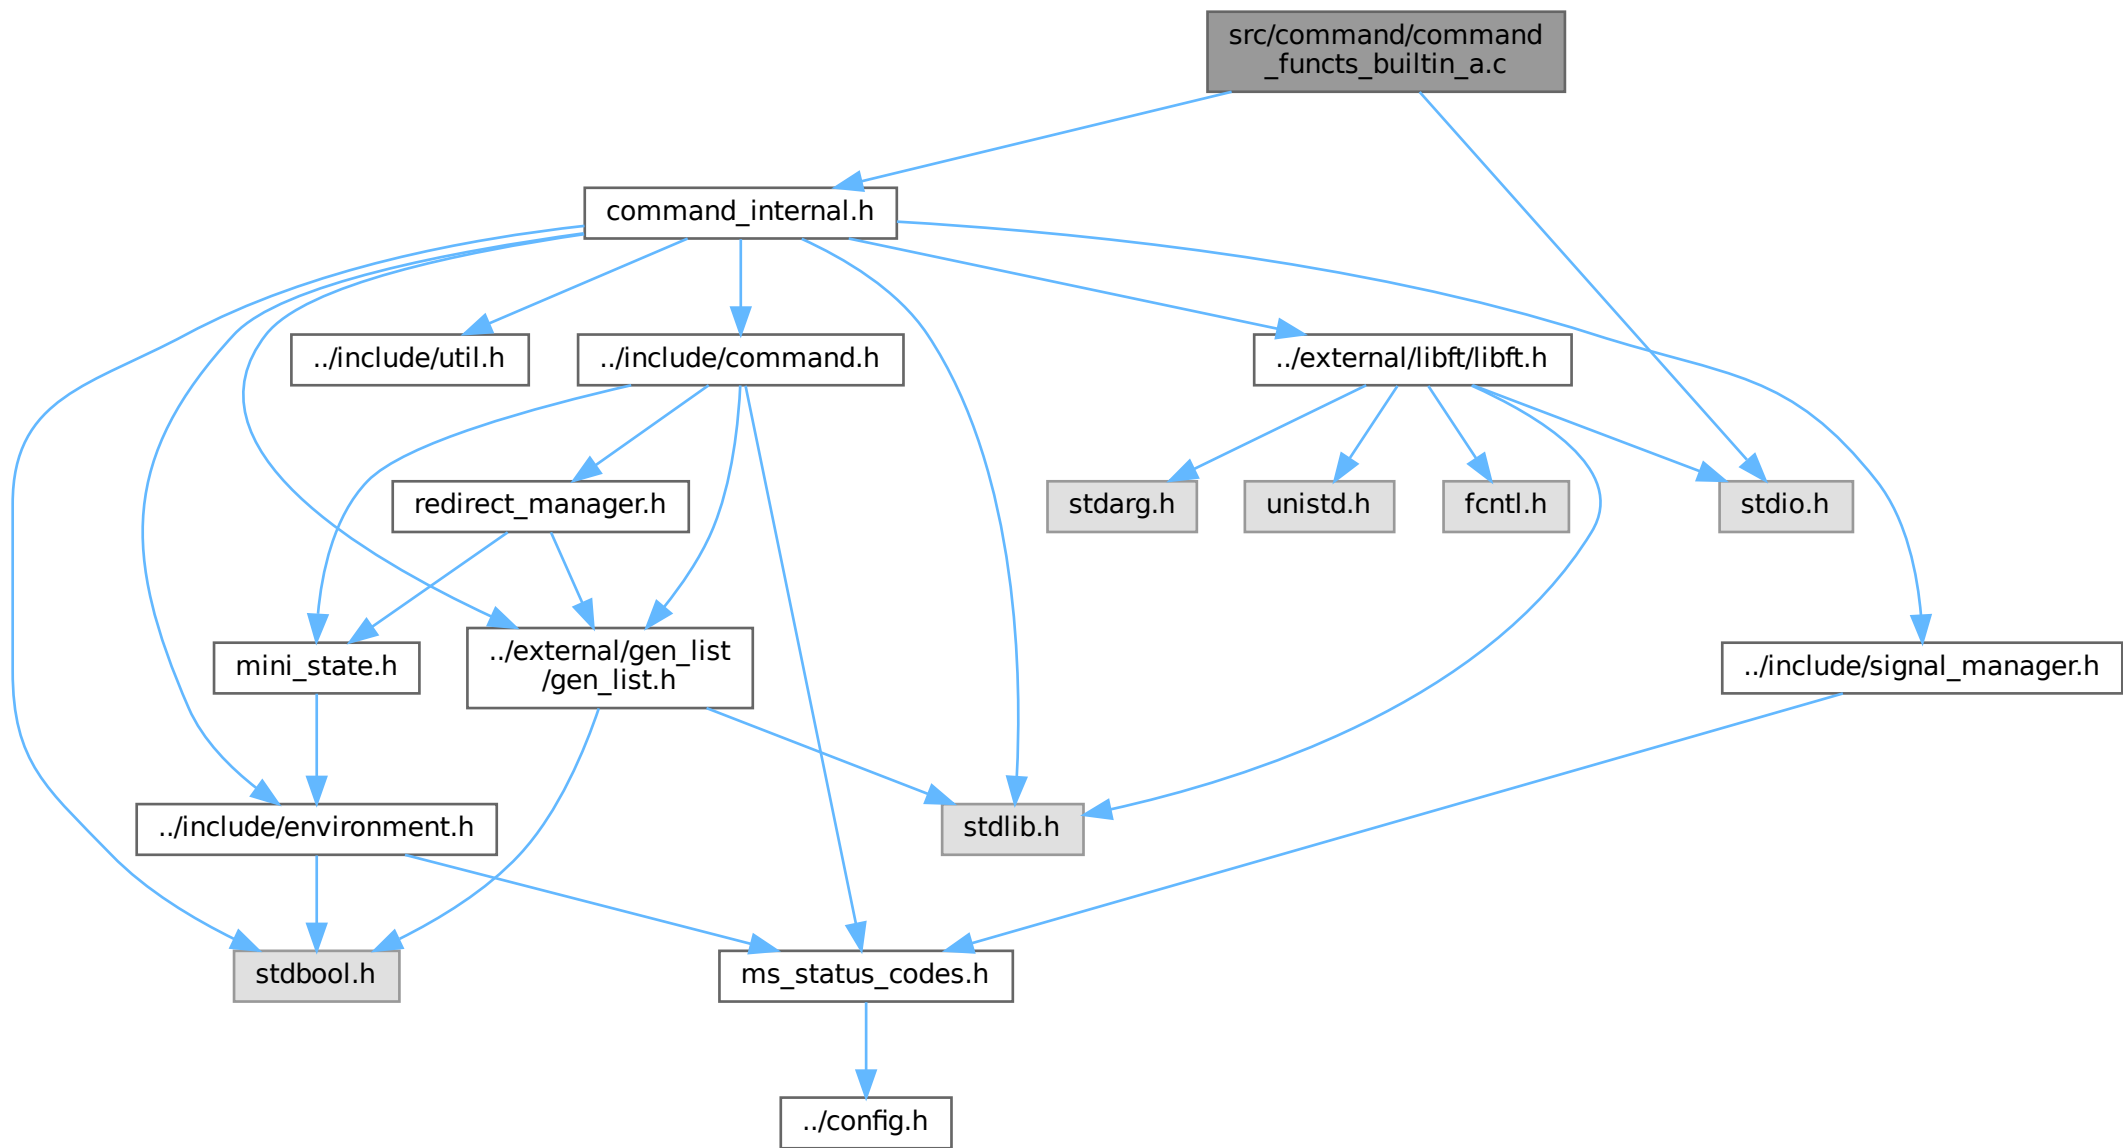 src/command/command
_functs_builtin_a.c
command_internal.h
../include/util.h
../include/command.h
../external/libft/libft.h
redirect_manager.h
stdarg.h
unistd.h
fcntl.h
stdio.h
mini_state.h
../external/gen_list
/gen_list.h
../include/signal_manager.h
../include/environment.h
stdlib.h
stdbool.h
ms_status_codes.h
../config.h